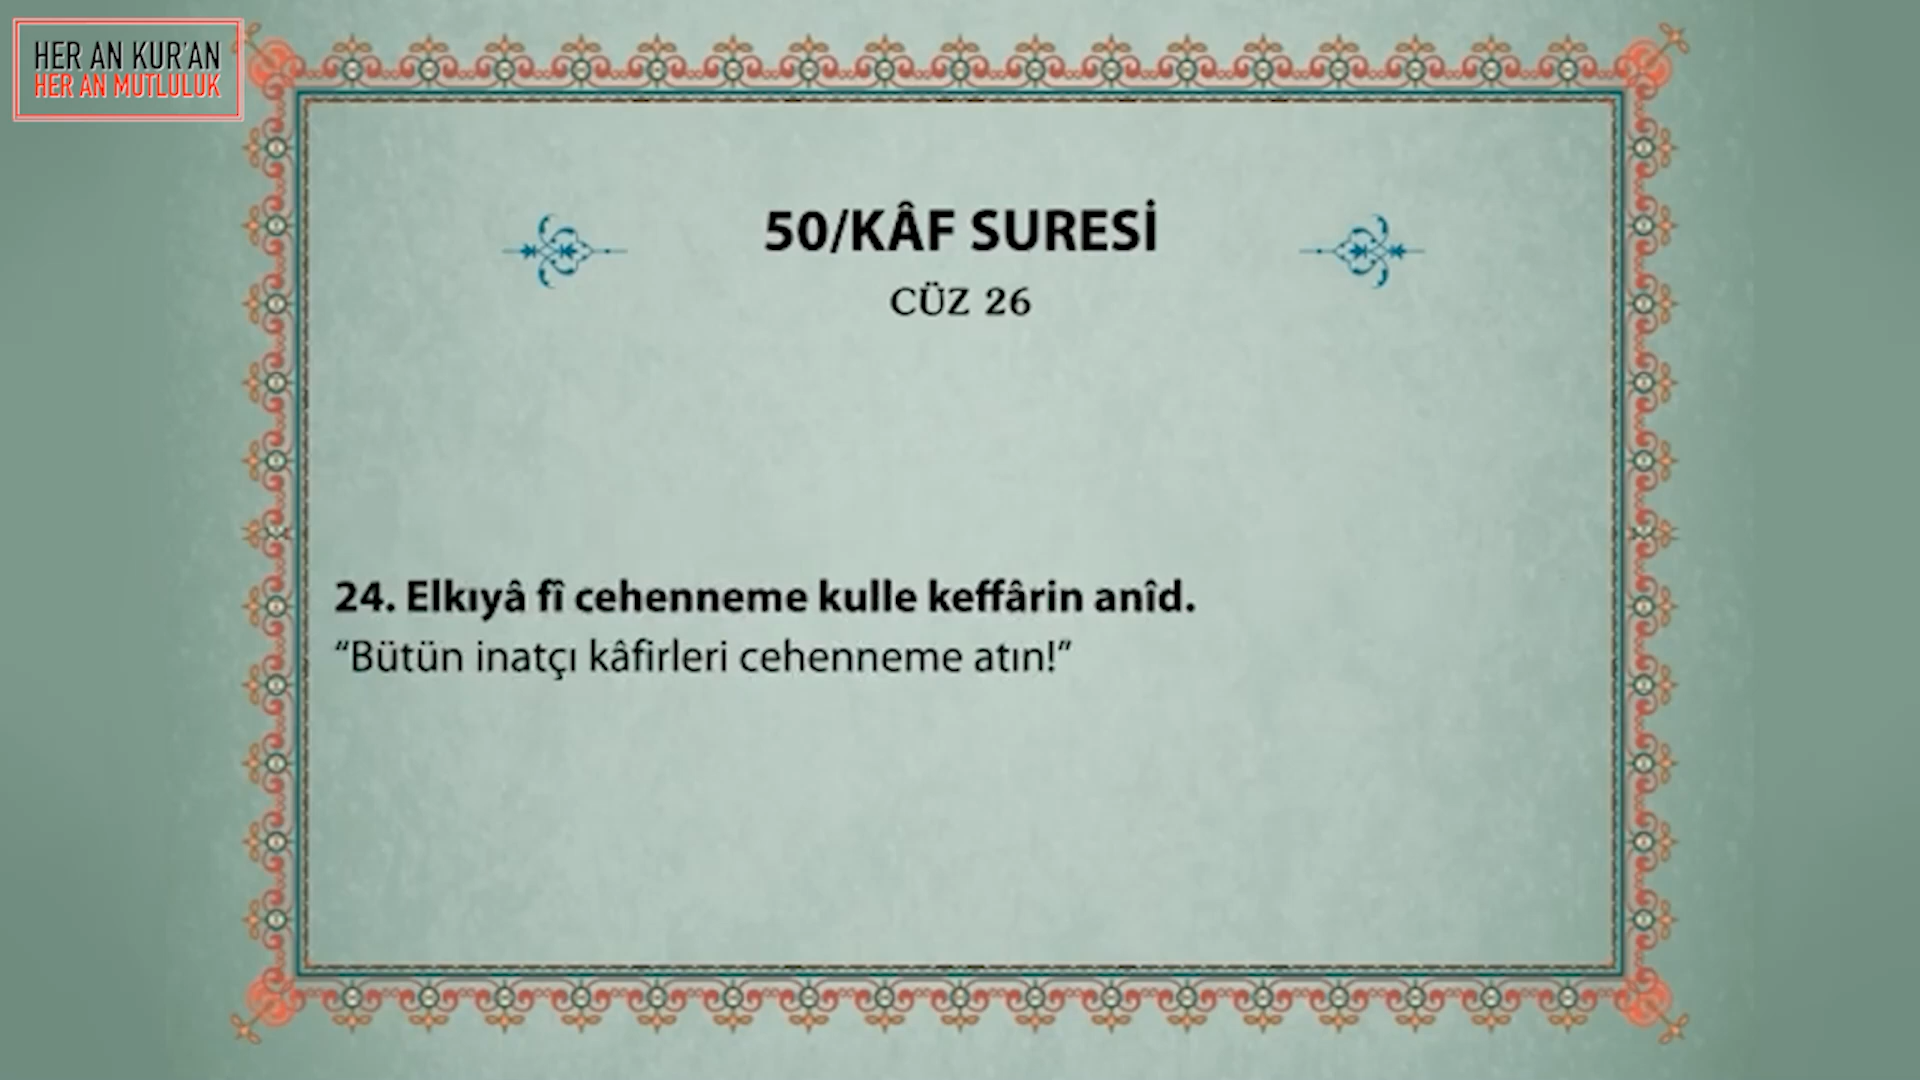 HER AN KUR'AN
HER AN MUTLULUK
50/KÂF SURESİ
CÜZ 26
24. Elkıyâ fî cehenneme kulle keffârin anîd.
“Bütün inatçı kâfirleri cehenneme atın!”